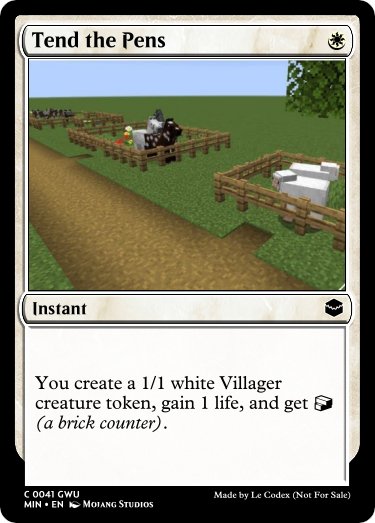 Tend the Pens
Instant
You create a 1/1 white Villager
creature token, gain 1 life, and get
(a brick counter).
C 0041 GWU
MIN • EN Mojang Studios
Made by Le Codex (Not For Sale)